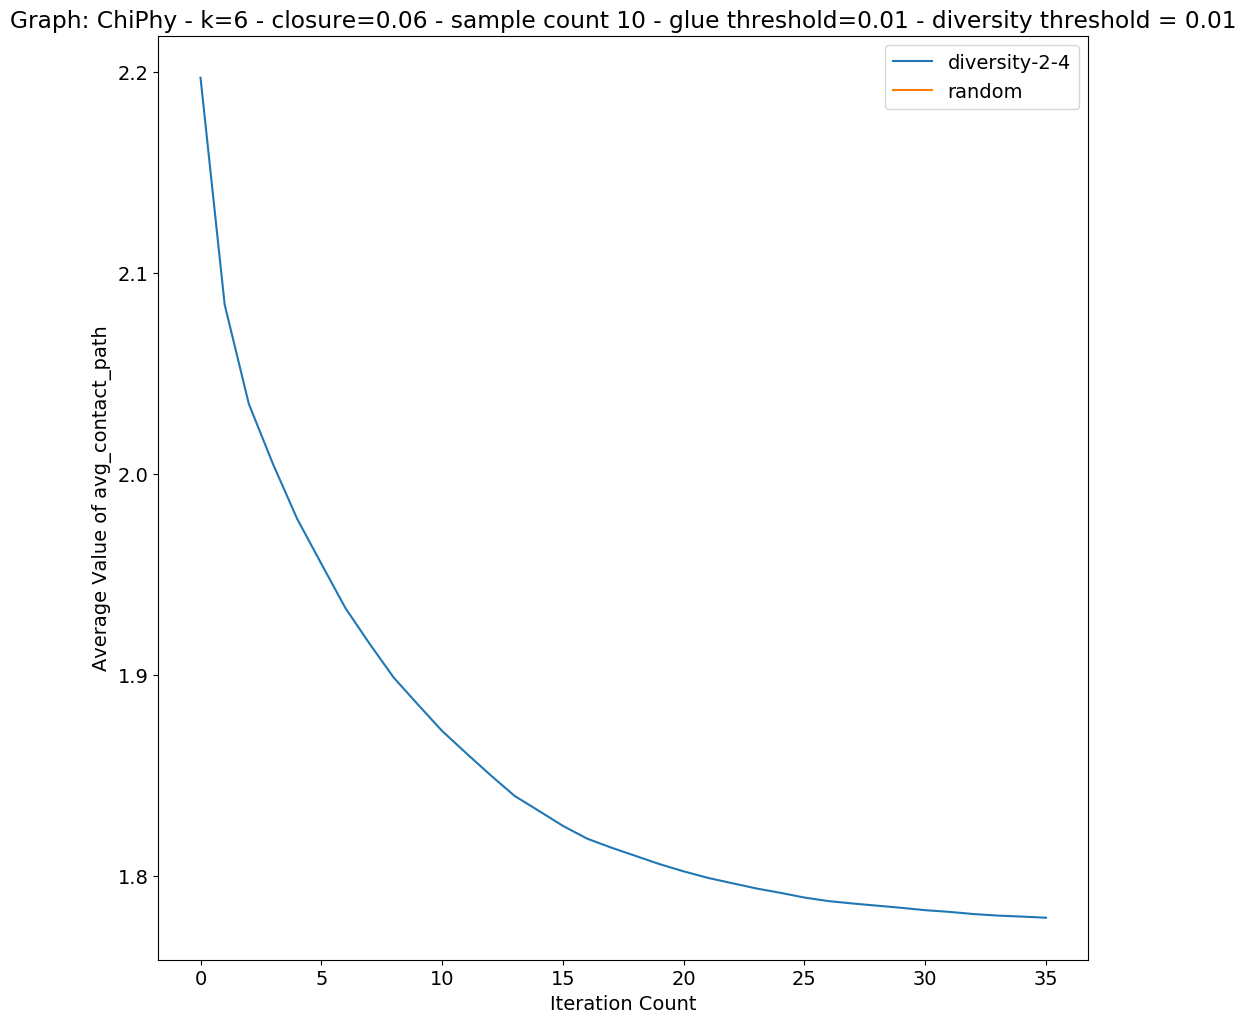 Graph: ChiPhy - k=6 - closure=0.06 - sample count 10 - glue threshold=0.01 - diversity threshold = 0.01
diversity-2-4
random
2.2
2.1
2.0
1.9
1.8
Average Value of avg_contact_path
0 5 10 15 20 25 30 35
Iteration Count